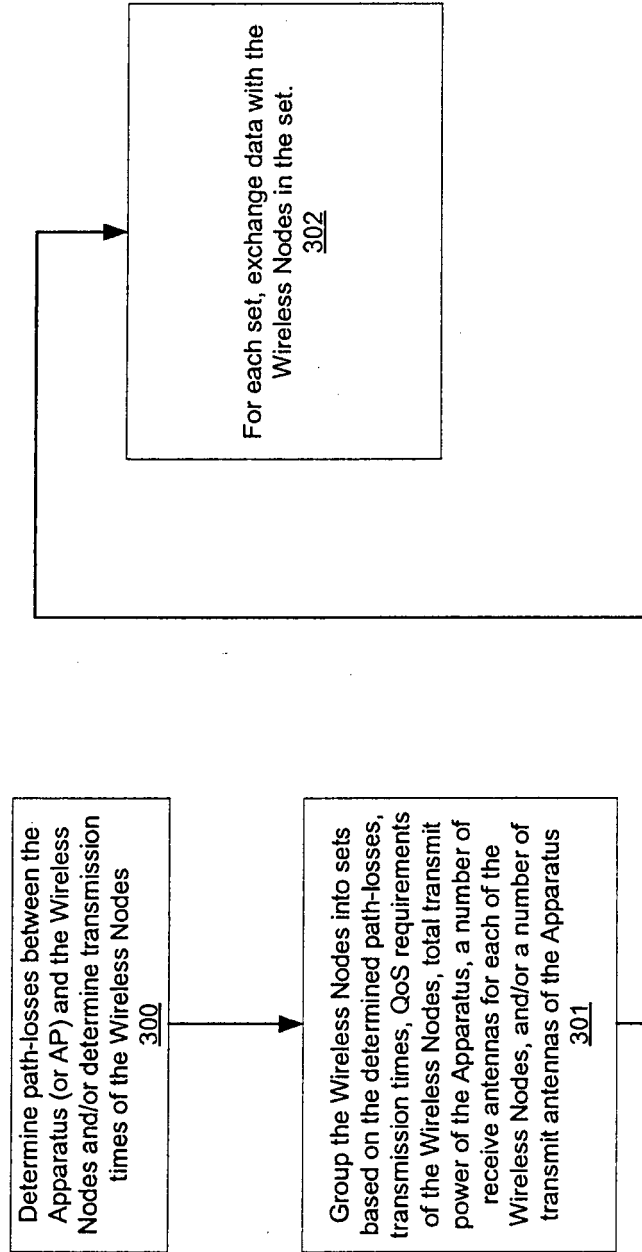 Determine path-losses between the
Apparatus (or AP) and the Wireless
Nodes and/or determine transmission
times of the Wireless Nodes
300
Group the Wireless Nodes into sets
based on the determined path-losses,
transmission times, QoS requirements
of the Wireless Nodes, total transmit
power of the Apparatus, a number of
receive antennas for each of the
Wireless Nodes, and/or a number of
transmit antennas of the Apparatus
301
For each set, exchange data with the
Wireless Nodes in the set.
302